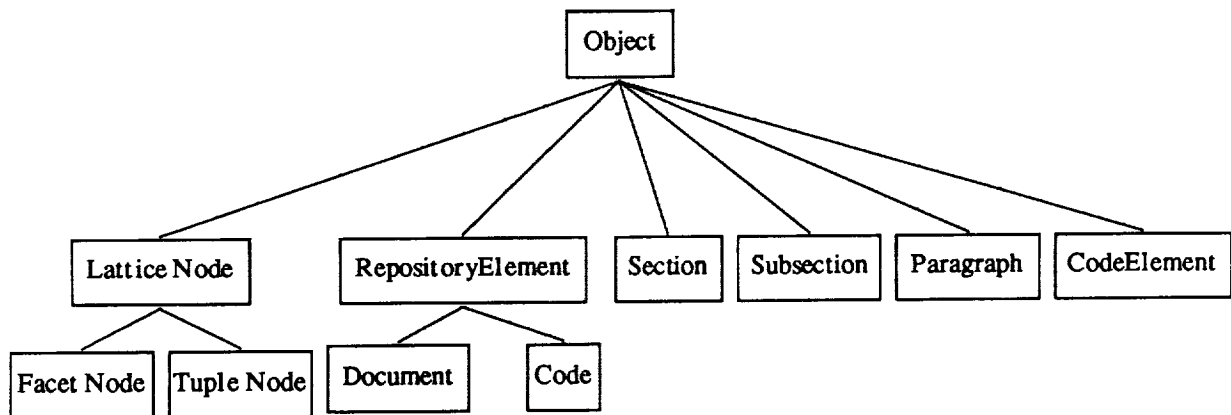 Object
Lattice Node
RepositoryElement
Section
Subsection
Paragraph
CodeElement
Facet Node
Tuple Node
Document
Code